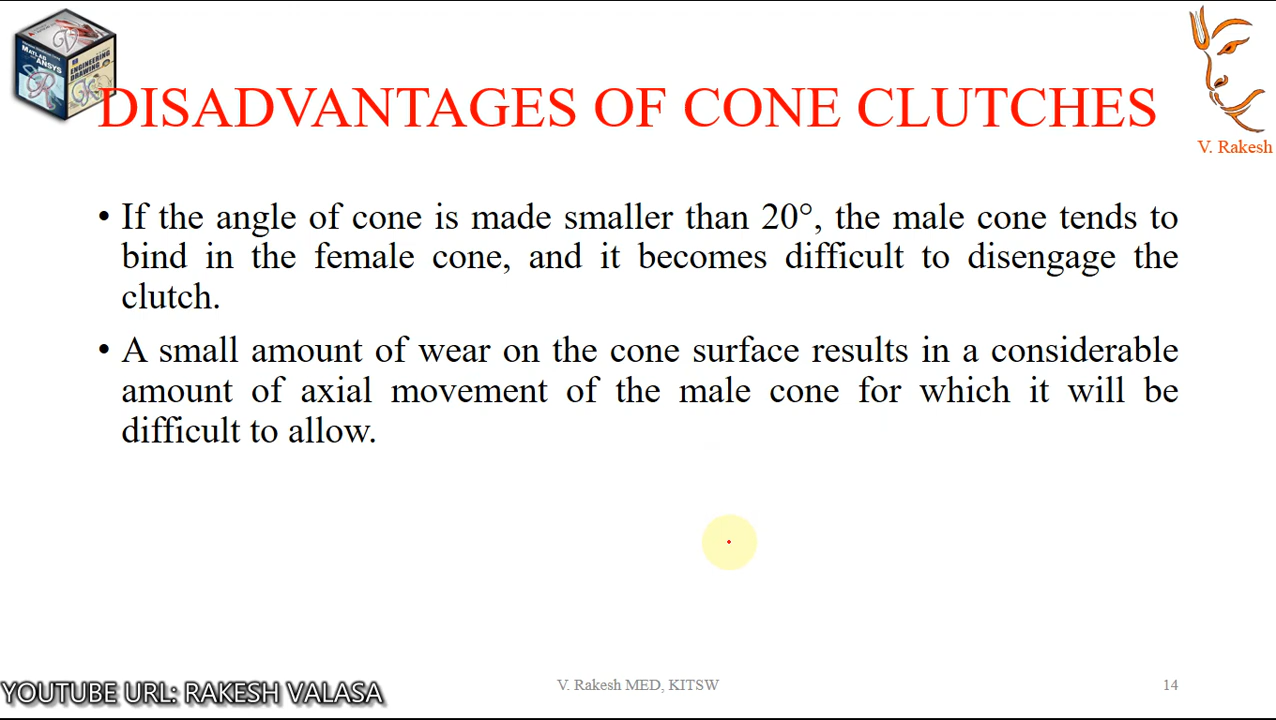 DISADVANTAGES OF CONE CLUTCHES
V. Rakesh
• If the angle of cone is made smaller than 20°, the male cone tends to
bind in the female cone, and it becomes difficult to disengage the
clutch.
• A small amount of wear on the cone surface results in a considerable
amount of axial movement of the male cone for which it will be
difficult to allow.
YOUTUBE URL: RAKESH VALASA
V. Rakesh MED, KITSW
14